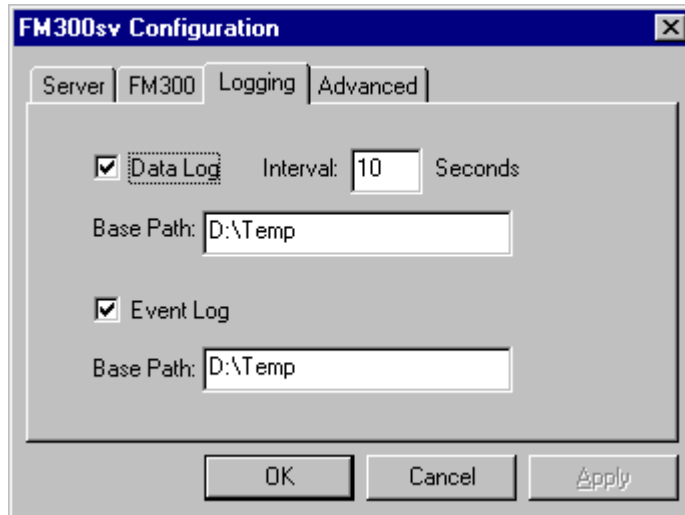 FM300sv Configuration
Server FM300 Logging Advanced
Data Log Interval: 10 Seconds
Base Path: D:\Temp
Event Log
Base Path: D:\Temp
OK Cancel Apply